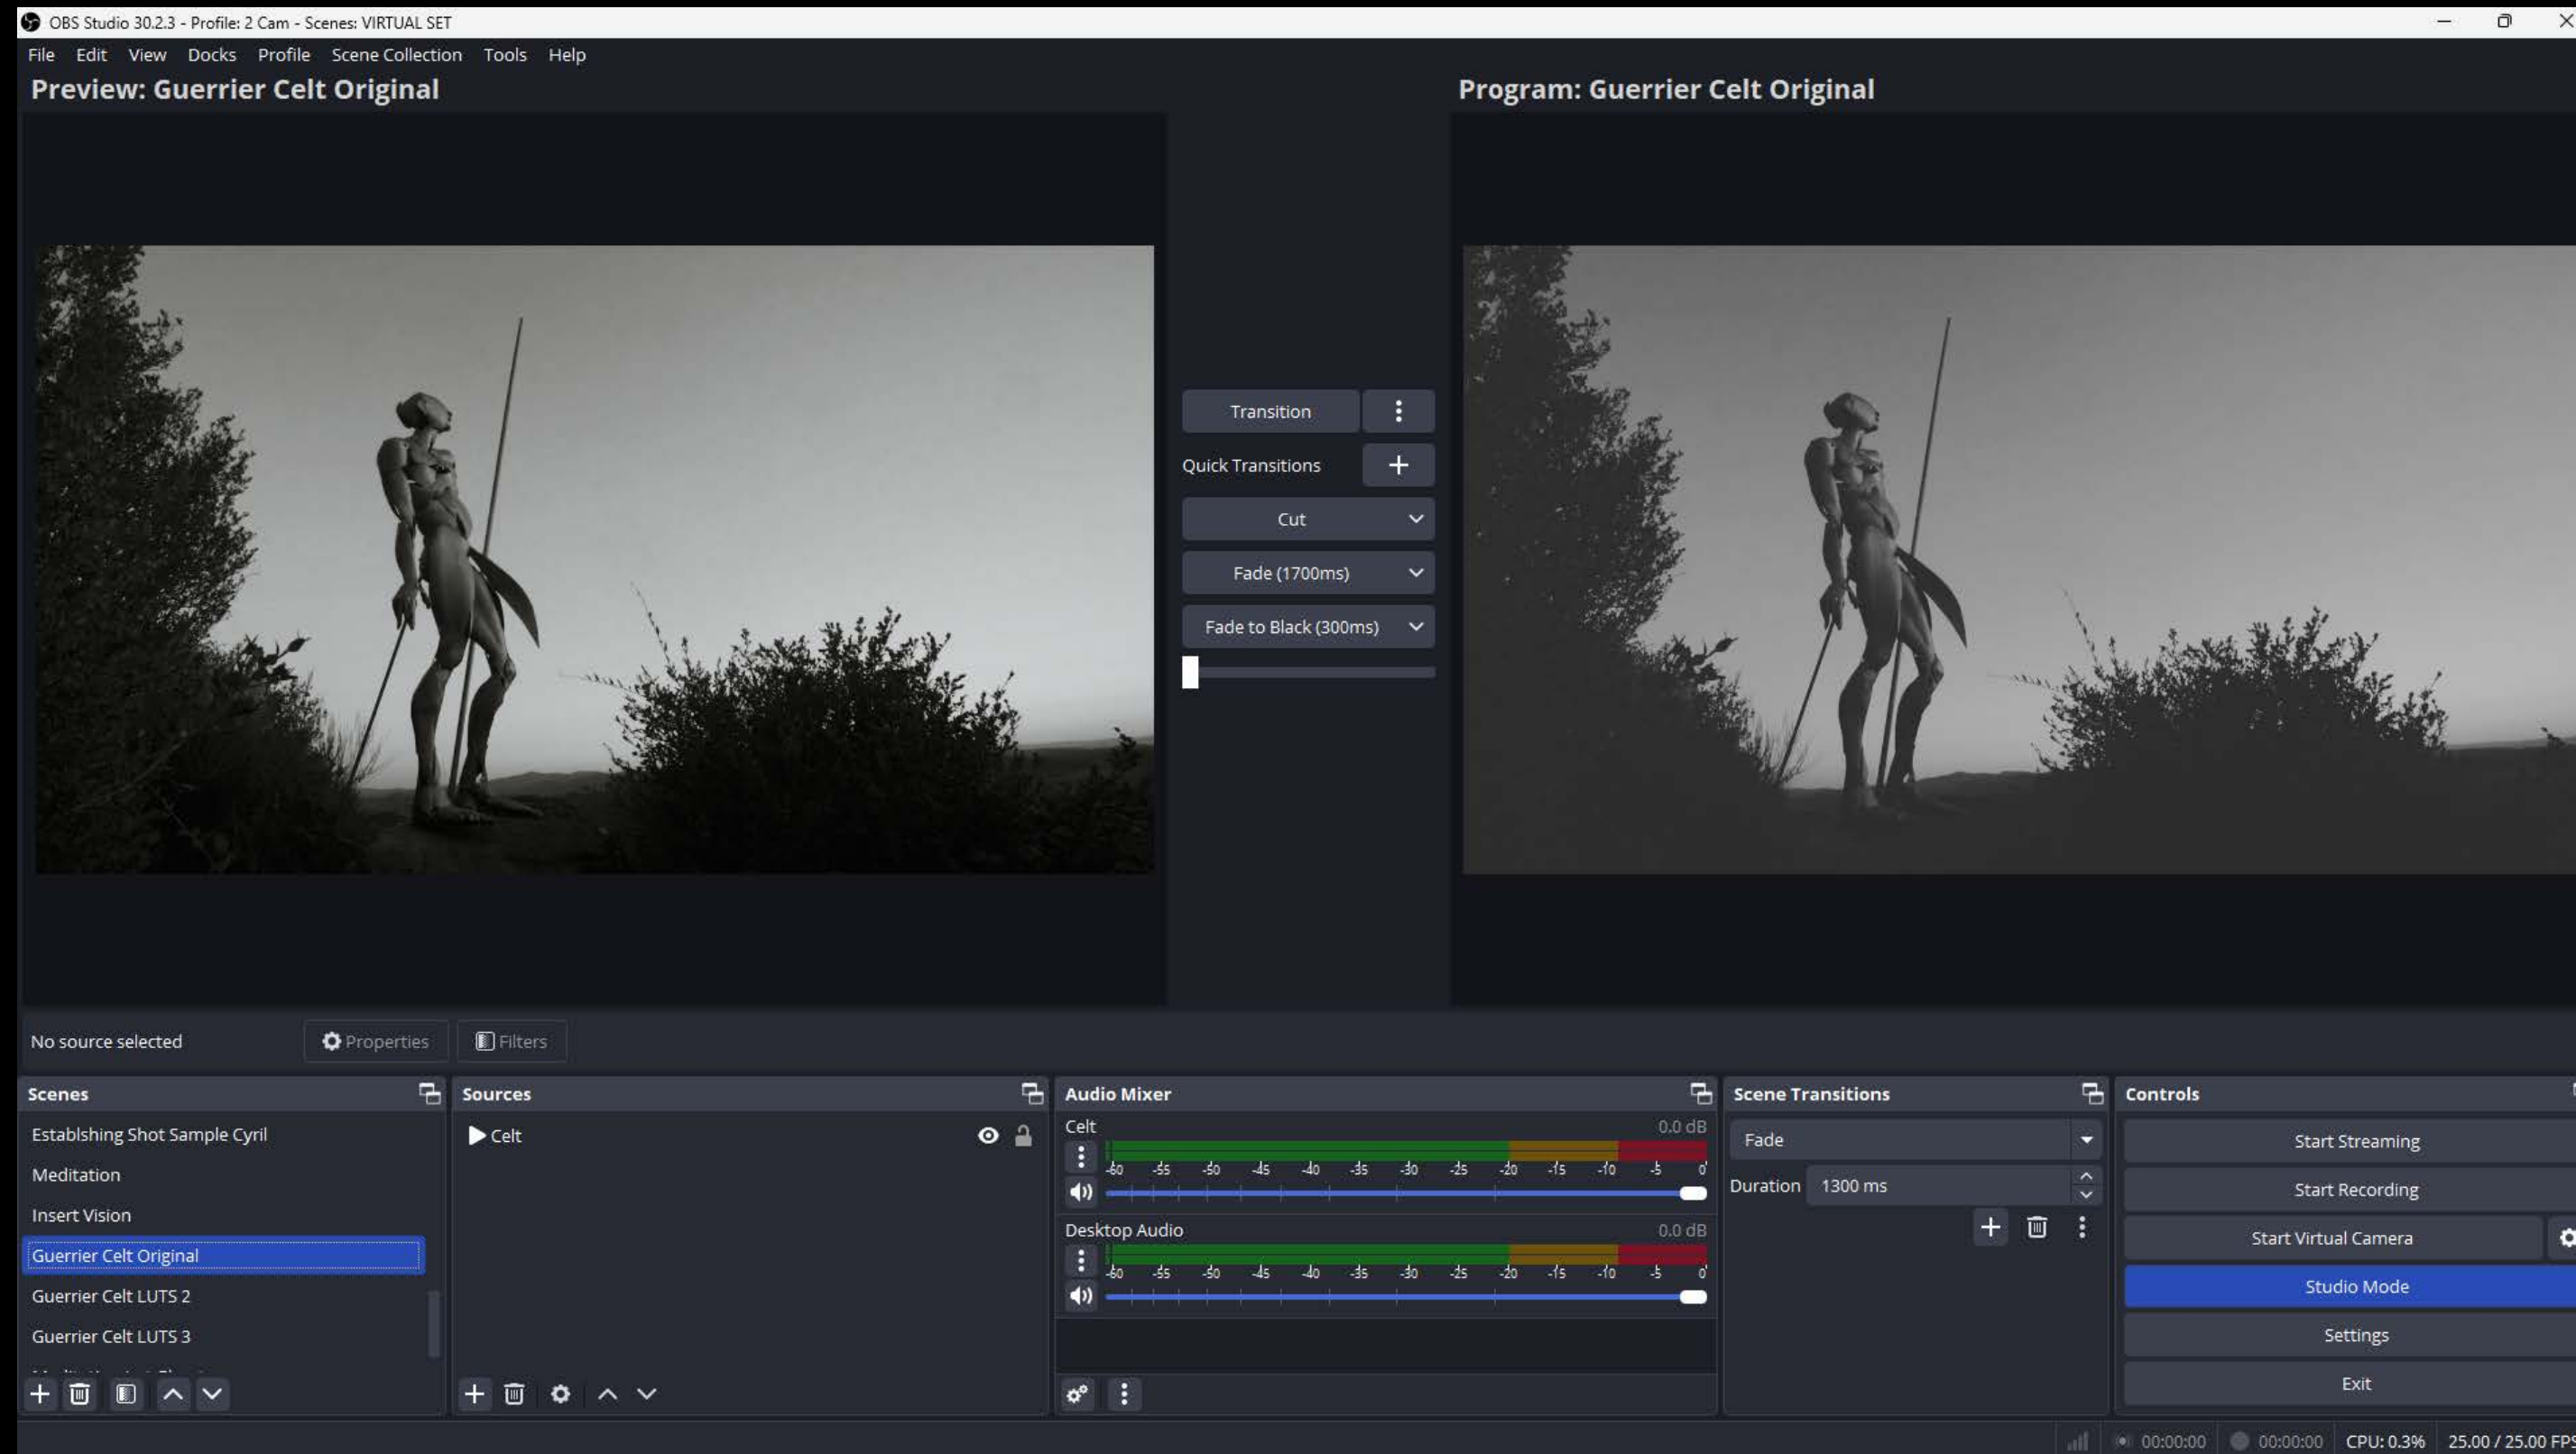 OBS Studio 30.2.3 - Profile: 2 Cam - Scenes: VIRTUAL SET
File Edit View Docks Profile Scene Collection Tools Help
Preview: Guerrier Celt Original
Program: Guerrier Celt Original
Transition
Quick Transitions
Cut
Fade (1700ms)
Fade to Black (300ms)
No source selected
Properties
Filters
Scenes
Establshing Shot Sample Cyril
Meditation
Insert Vision
Guerrier Celt Original
Guerrier Celt LUTS 2
Guerrier Celt LUTS 3
Sources
Celt
Audio Mixer
Celt 0.0 dB
-60 -55 -50 -45 -40 -35 -30 -25 -20 -15 -10 -5 0
Desktop Audio 0.0 dB
-60 -55 -50 -45 -40 -35 -30 -25 -20 -15 -10 -5 0
Scene Transitions
Fade
Duration 1300 ms
Controls
Start Streaming
Start Recording
Start Virtual Camera
Studio Mode
Settings
Exit
00:00:00 00:00:00 CPU: 0.3% 25.00 / 25.00 FPS